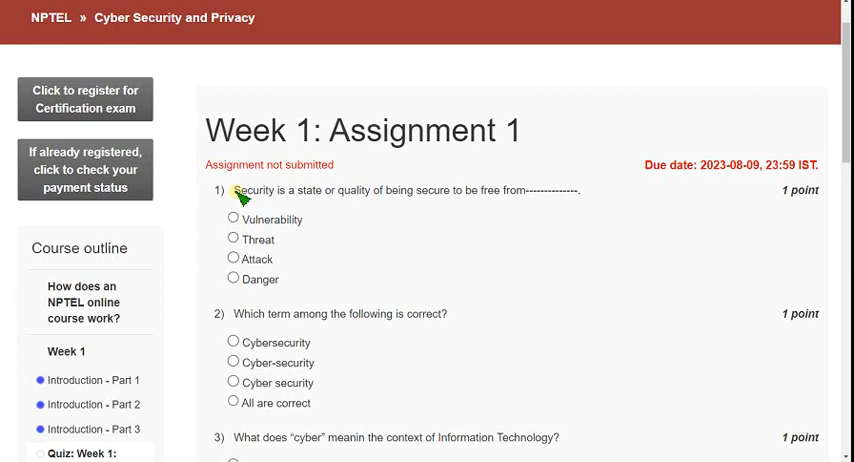 NPTEL » Cyber Security and Privacy
Click to register for
Certification exam
If already registered,
click to check your
payment status
Course outline
How does an
NPTEL online
course work?
Week 1
Introduction - Part 1
Introduction - Part 2
Introduction - Part 3
Quiz: Week 1:
Week 1: Assignment 1
Assignment not submitted
Due date: 2023-08-09, 23:59 IST.
1) Security is a state or quality of being secure to be free from--------------. 1 point
Vulnerability
Threat
Attack
Danger
2) Which term among the following is correct? 1 point
Cybersecurity
Cyber-security
Cyber security
All are correct
3) What does “cyber” meanin the context of Information Technology? 1 point